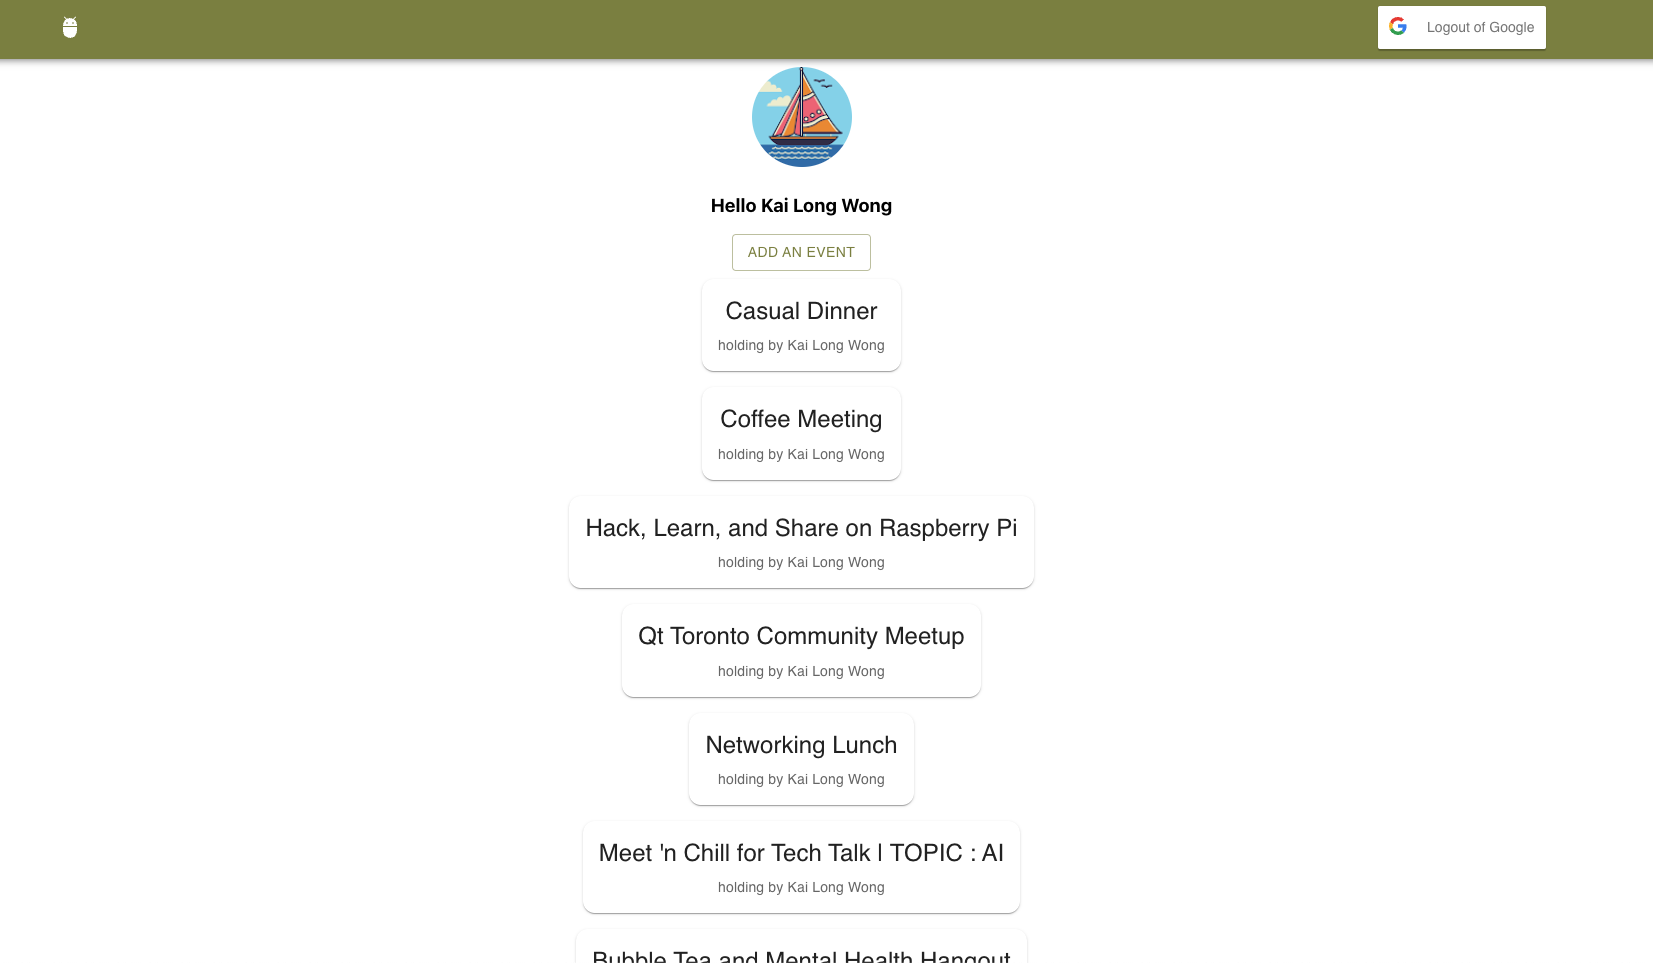 Logout of Google
Hello Kai Long Wong
ADD AN EVENT
Casual Dinner
holding by Kai Long Wong
Coffee Meeting
holding by Kai Long Wong
Hack, Learn, and Share on Raspberry Pi
holding by Kai Long Wong
Qt Toronto Community Meetup
holding by Kai Long Wong
Networking Lunch
holding by Kai Long Wong
Meet 'n Chill for Tech Talk | TOPIC : AI
holding by Kai Long Wong
Bubble Tea and Mental Health Hangout